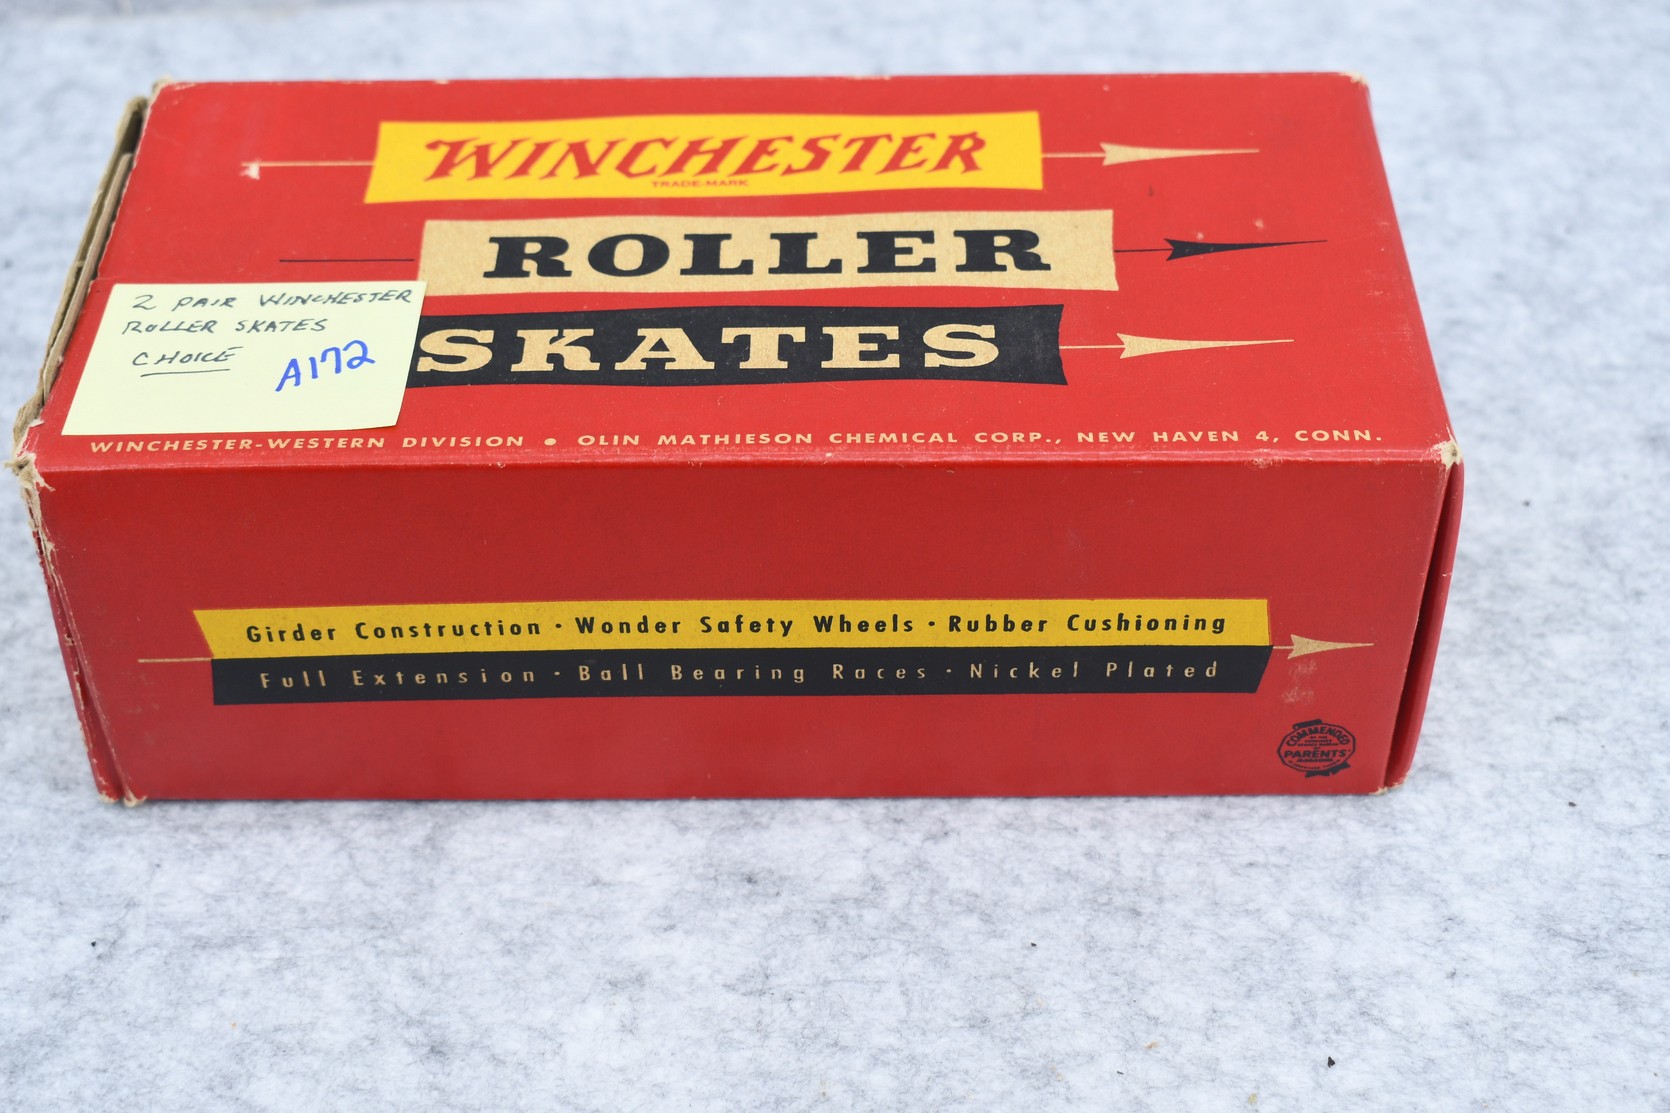 WINCHESTER
TRADE-MARK
ROLLER
SKATES
2 PAIR WINCHESTER
ROLLER SKATES
CHOICE A172
WINCHESTER-WESTERN DIVISION • OLIN MATHIESON CHEMICAL CORP., NEW HAVEN 4, CONN.
Girder Construction · Wonder Safety Wheels · Rubber Cushioning
Full Extension · Ball Bearing Races · Nickel Plated
COMMENDED
PARENTS'